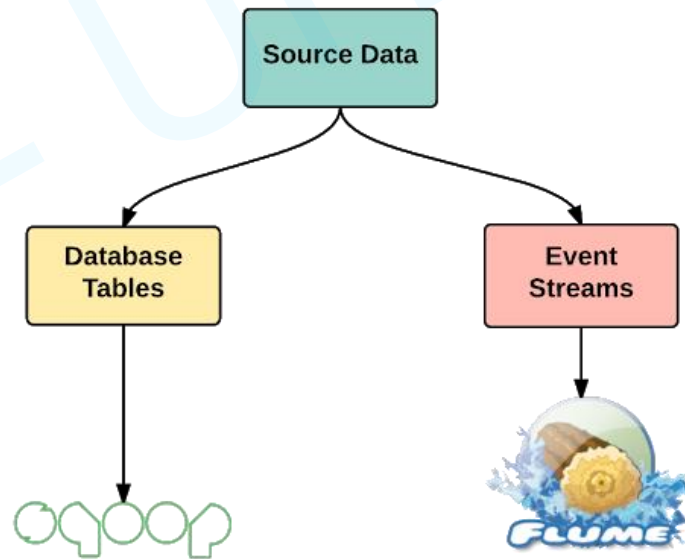 Source Data
Database
Tables
Event
Streams
sqoop
FLUME